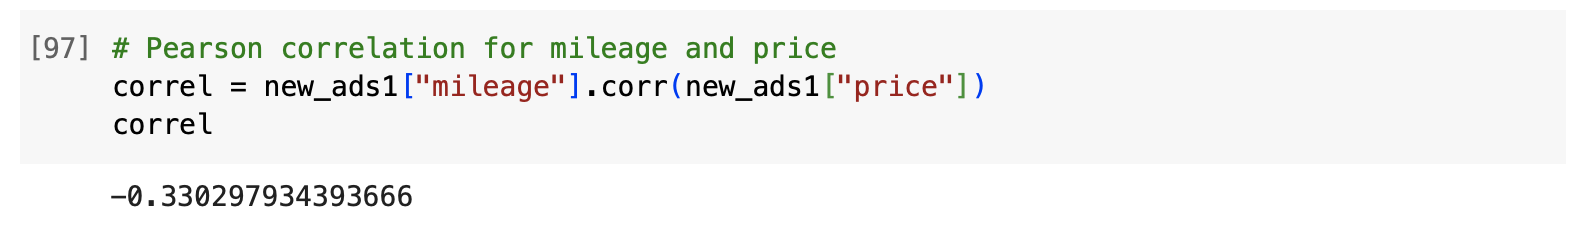 [97] # Pearson correlation for mileage and price
correl = new_ads1["mileage"].corr(new_ads1["price"])
correl
-0.330297934393666